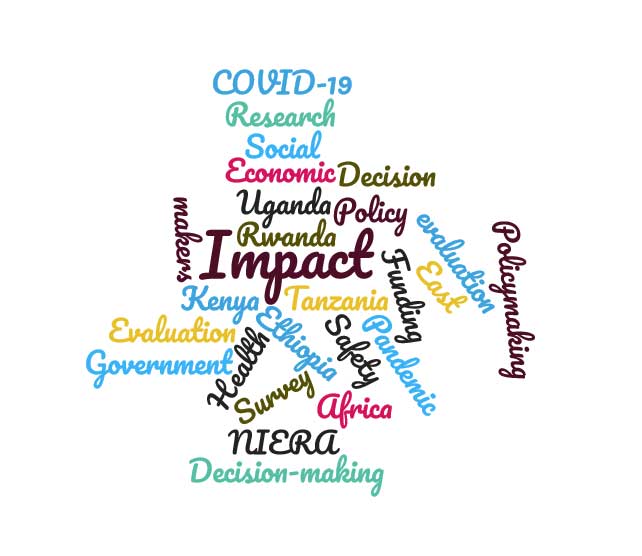 COVID-19
Research
Social
Economic
Decision
Uganda
Policy
makers
Rwanda
Impact
evaluation
Policymaking
Funding
East
Kenya
Tanzania
Evaluation
Ethiopia
Safety
Pandemic
Government
Health
Survey
Africa
NIERA
Decision-making